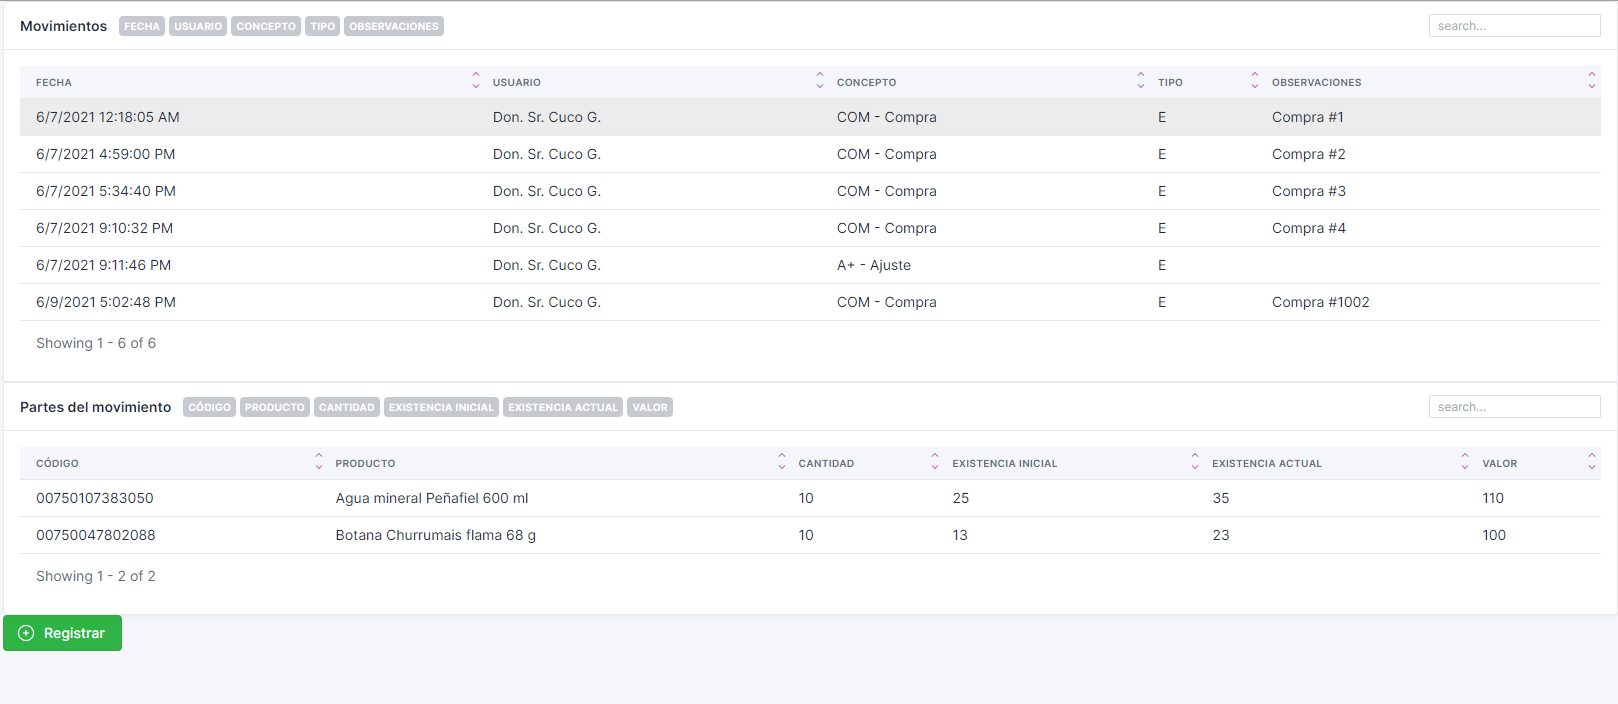 Movimientos FECHA USUARIO CONCEPTO TIPO OBSERVACIONES search...
FECHA USUARIO CONCEPTO TIPO OBSERVACIONES
6/7/2021 12:18:05 AM Don. Sr. Cuco G. COM - Compra E Compra #1
6/7/2021 4:59:00 PM Don. Sr. Cuco G. COM - Compra E Compra #2
6/7/2021 5:34:40 PM Don. Sr. Cuco G. COM - Compra E Compra #3
6/7/2021 9:10:32 PM Don. Sr. Cuco G. COM - Compra E Compra #4
6/7/2021 9:11:46 PM Don. Sr. Cuco G. A+ - Ajuste E
6/9/2021 5:02:48 PM Don. Sr. Cuco G. COM - Compra E Compra #1002
Showing 1 - 6 of 6
Partes del movimiento CÓDIGO PRODUCTO CANTIDAD EXISTENCIA INICIAL EXISTENCIA ACTUAL VALOR search...
CÓDIGO PRODUCTO CANTIDAD EXISTENCIA INICIAL EXISTENCIA ACTUAL VALOR
00750107383050 Agua mineral Peñafiel 600 ml 10 25 35 110
00750047802088 Botana Churrumais flama 68 g 10 13 23 100
Showing 1 - 2 of 2
Registrar